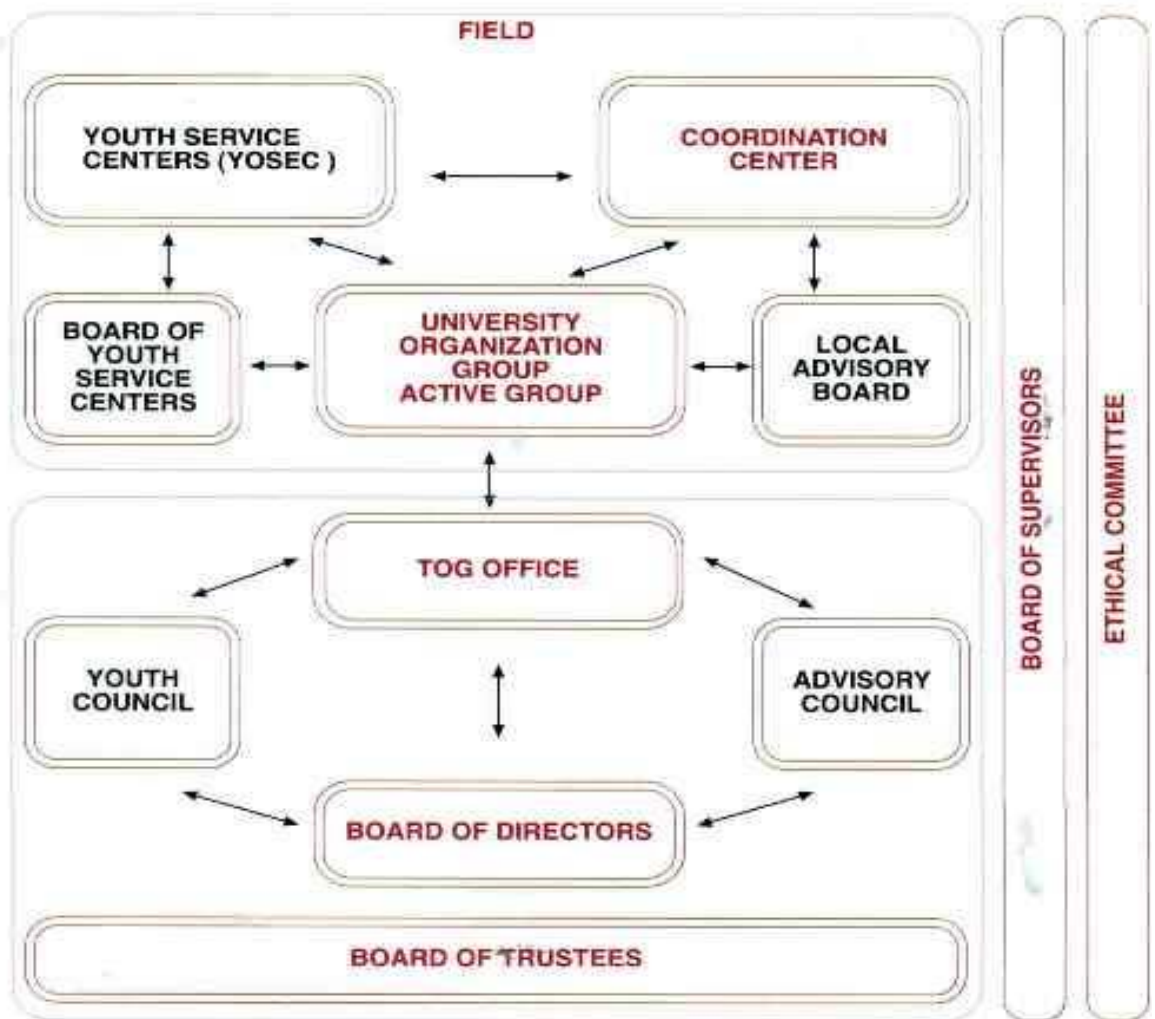 FIELD
YOUTH SERVICE
CENTERS (YOSEC )
COORDINATION
CENTER
BOARD OF
YOUTH
SERVICE
CENTERS
UNIVERSITY
ORGANIZATION
GROUP
ACTIVE GROUP
LOCAL
ADVISORY
BOARD
TOG OFFICE
YOUTH
COUNCIL
ADVISORY
COUNCIL
BOARD OF DIRECTORS
BOARD OF TRUSTEES
BOARD OF SUPERVISORS
ETHICAL COMMITTEE